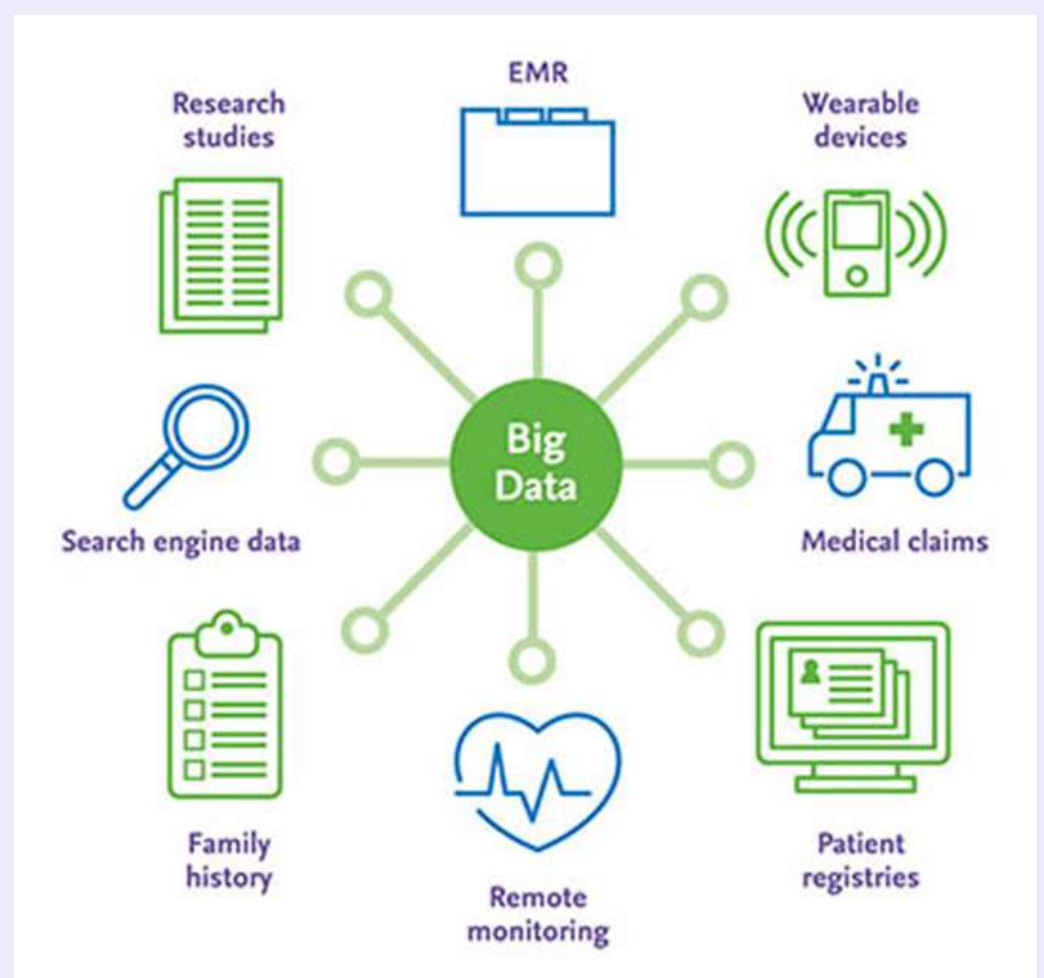 EMR
Research
studies
Wearable
devices
Big
Data
Search engine data
Medical claims
Family
history
Remote
monitoring
Patient
registries